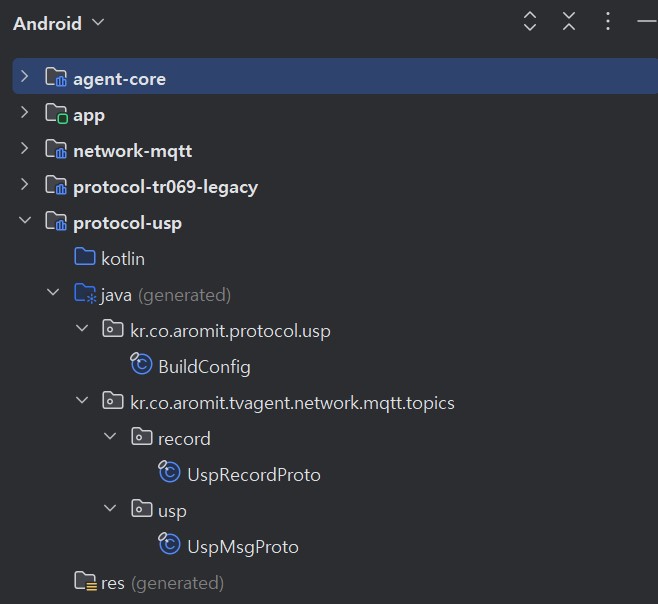 Android
agent-core
app
network-mqtt
protocol-tr069-legacy
protocol-usp
kotlin
java (generated)
kr.co.aromit.protocol.usp
BuildConfig
kr.co.aromit.tvagent.network.mqtt.topics
record
UspRecordProto
usp
UspMsgProto
res (generated)